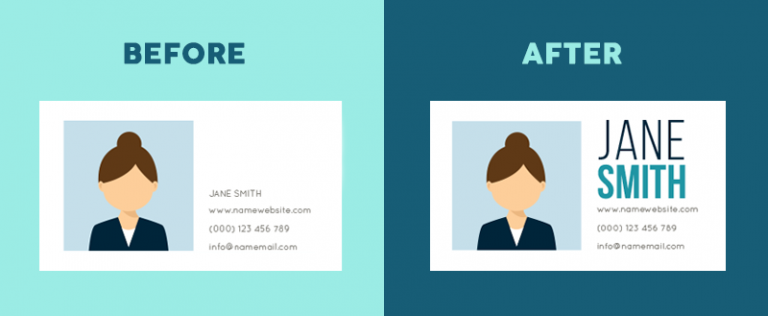 BEFORE
JANE SMITH
www.namewebsite.com
(000) 123 456 789
info@namemail.com
AFTER
JANE
SMITH
www.namewebsite.com
(000) 123 456 789
info@namemail.com